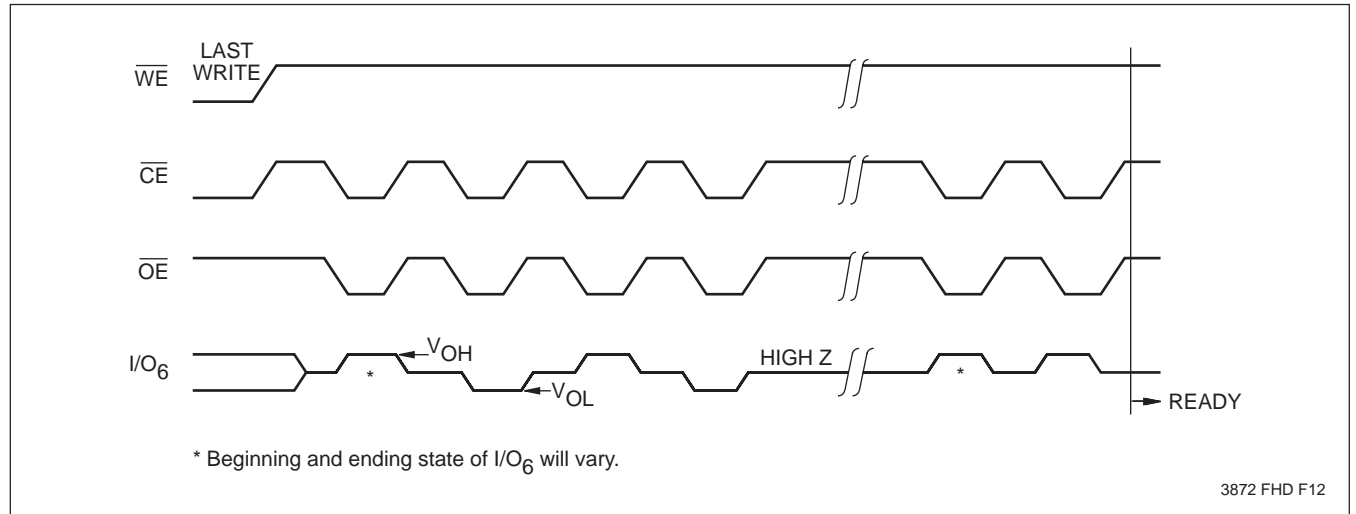 LAST
WRITE
WE
CE
OE
I/O6
VOH
VOL
HIGH Z
*
*
READY
* Beginning and ending state of I/O6 will vary.
3872 FHD F12